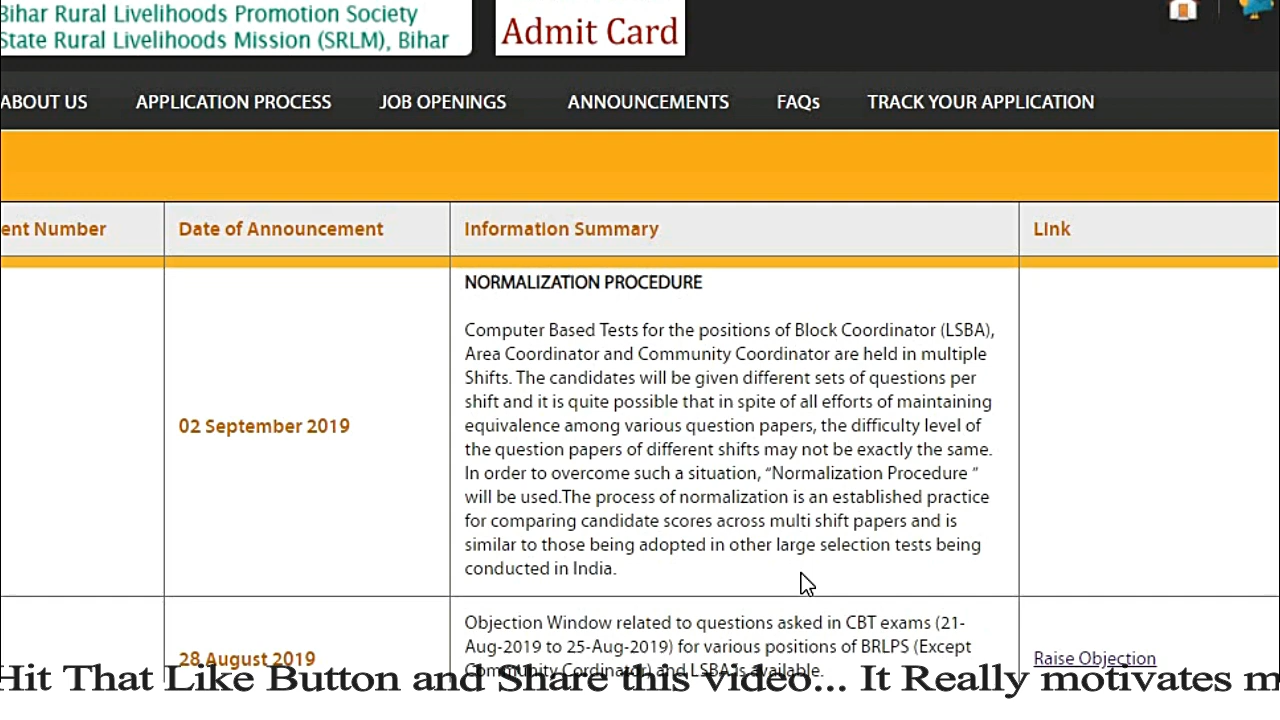 Bihar Rural Livelihoods Promotion Society
State Rural Livelihoods Mission (SRLM), Bihar
Admit Card
ABOUT US APPLICATION PROCESS JOB OPENINGS ANNOUNCEMENTS FAQs TRACK YOUR APPLICATION
ent Number Date of Announcement Information Summary LInk
NORMALIZATION PROCEDURE
Computer Based Tests for the positions of Block Coordinator (LSBA),
Area Coordinator and Community Coordinator are held in multiple
Shifts. The candidates will be given different sets of questions per
shift and it is quite possible that in spite of all efforts of maintaining
02 September 2019
equivalence among various question papers, the difficulty level of
the question papers of different shifts may not be exactly the same.
In order to overcome such a situation, “Normalization Procedure ”
will be used.The process of normalization is an established practice
for comparing candidate scores across multi shift papers and is
similar to those being adopted in other large selection tests being
conducted in India.
28 August 2019
Objection Window related to questions asked in CBT exams (21-
Aug-2019 to 25-Aug-2019) for various positions of BRLPS (Except
Community Cordinator) and LSBA is available.
Raise Objection
Hit That Like Button and Share this video... It Really motivates m